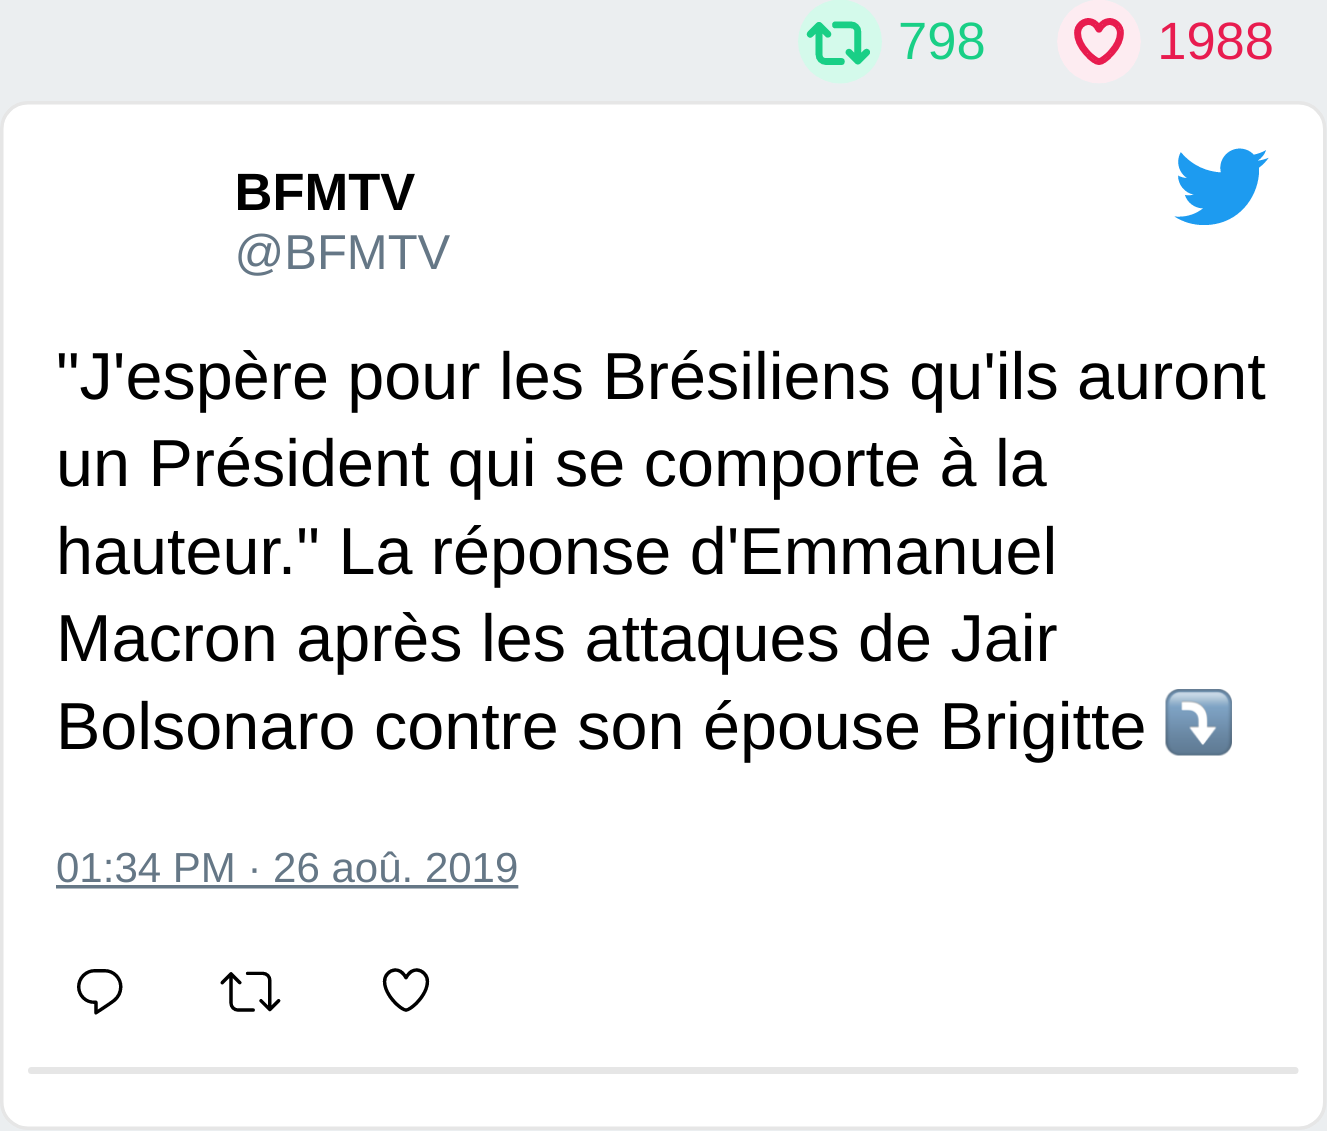 798 1988
BFMTV
@BFMTV
"J'espère pour les Brésiliens qu'ils auront
un Président qui se comporte à la
hauteur." La réponse d'Emmanuel
Macron après les attaques de Jair
Bolsonaro contre son épouse Brigitte ⤵️
01:34 PM · 26 aoû. 2019